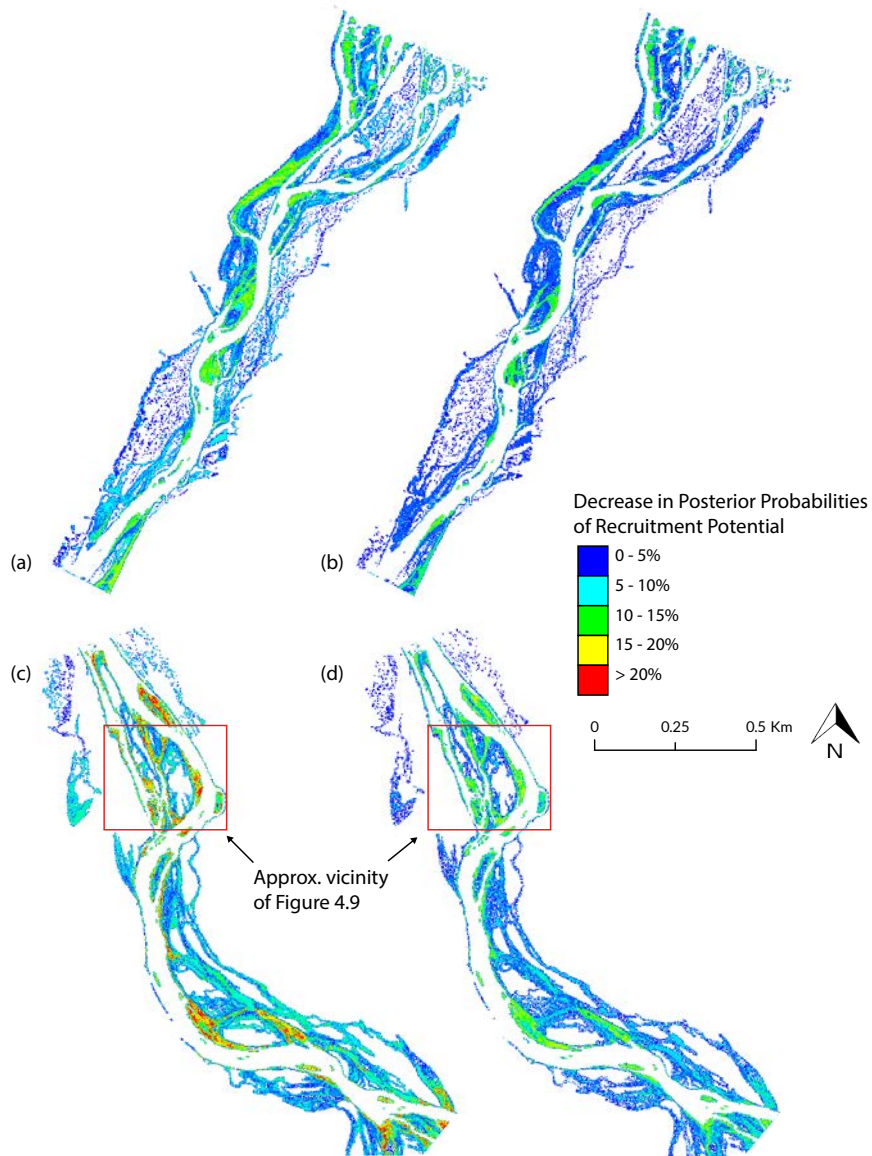 (a)
(b)
Decrease in Posterior Probabilities
of Recruitment Potential
0 - 5%
5 - 10%
10 - 15%
15 - 20%
> 20%
(c)
(d)
0 0.25 0.5 Km
N
Approx. vicinity
of Figure 4.9